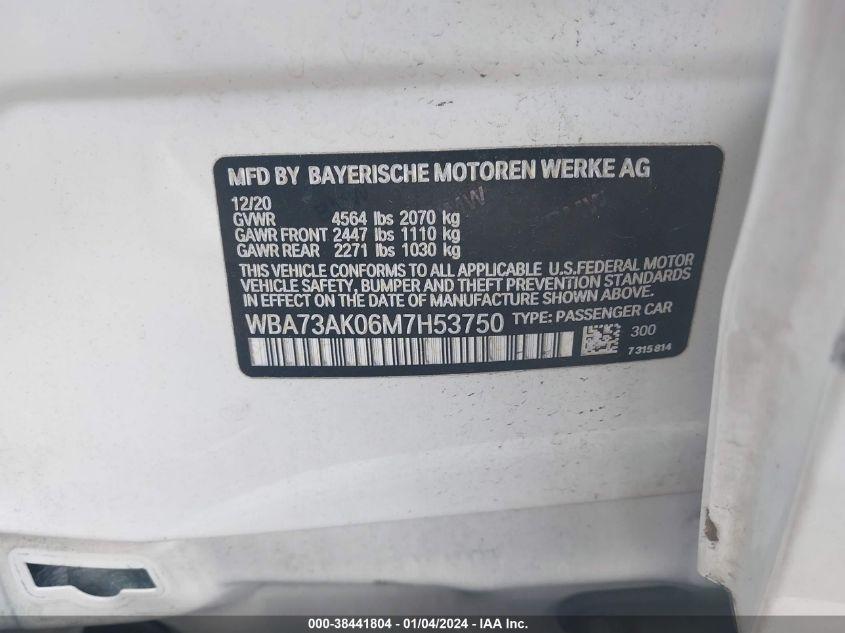 MFD BY BAYERISCHE MOTOREN WERKE AG
12/20
GVWR 4564 lbs 2070 kg
GAWR FRONT 2447 lbs 1110 kg
GAWR REAR 2271 lbs 1030 kg
THIS VEHICLE CONFORMS TO ALL APPLICABLE U.S.FEDERAL MOTOR
VEHICLE SAFETY, BUMPER AND THEFT PREVENTION STANDARDS
IN EFFECT ON THE DATE OF MANUFACTURE SHOWN ABOVE.
WBA73AK06M7H53750 TYPE: PASSENGER CAR
300
7315814
000-38441804 - 01/04/2024 - IAA Inc.